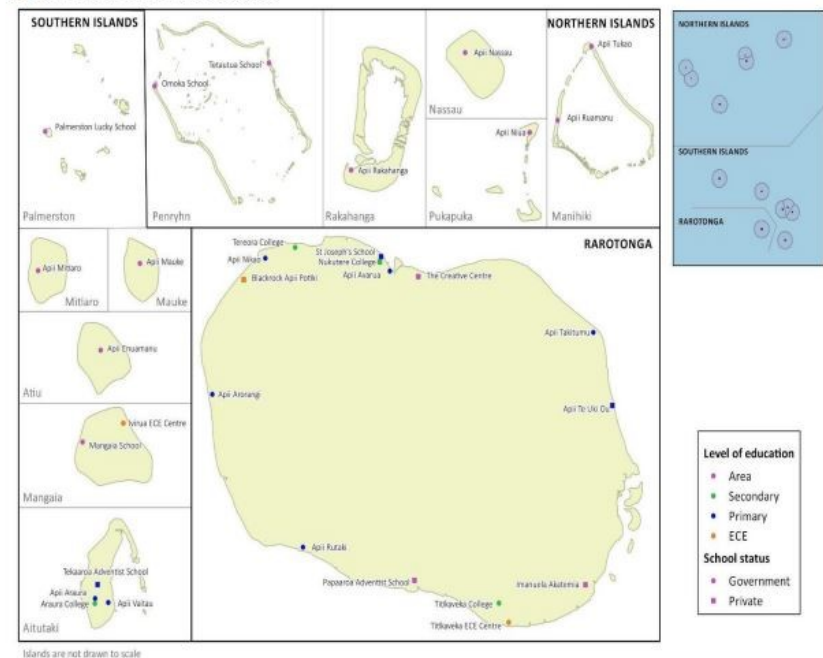 SOUTHERN ISLANDS
NORTHERN ISLANDS
Palmerston Lucky School
Palmerston
Tetautua School
Omoka School
Penryhn
Apii Rakahanga
Rakahanga
Apii Nassau
Nassau
Apii Niua
Pukapuka
Apii Tukao
Apii Ruamanu
Manihiki
NORTHERN ISLANDS
SOUTHERN ISLANDS
RAROTONGA
Apii Mitiaro
Mitiaro
Apii Mauke
Mauke
Apii Enuamanu
Atiu
Ivirua ECE Centre
Mangaia School
Mangaia
Tekaaroa Adventist School
Apii Araura
Araura College
Apii Vaitau
Aitutaki
RAROTONGA
Tereora College
St Joseph's School
Nukutere College
Apii Nikao
Apii Avarua
Blackrock Apii Potiki
The Creative Centre
Apii Takitumu
Apii Arorangi
Apii Te Uki Ou
Apii Rutaki
Papaaroa Adventist School
Imanuela Akatemia
Titikaveka College
Titikaveka ECE Centre
Level of education
Area
Secondary
Primary
ECE
School status
Government
Private
Islands are not drawn to scale